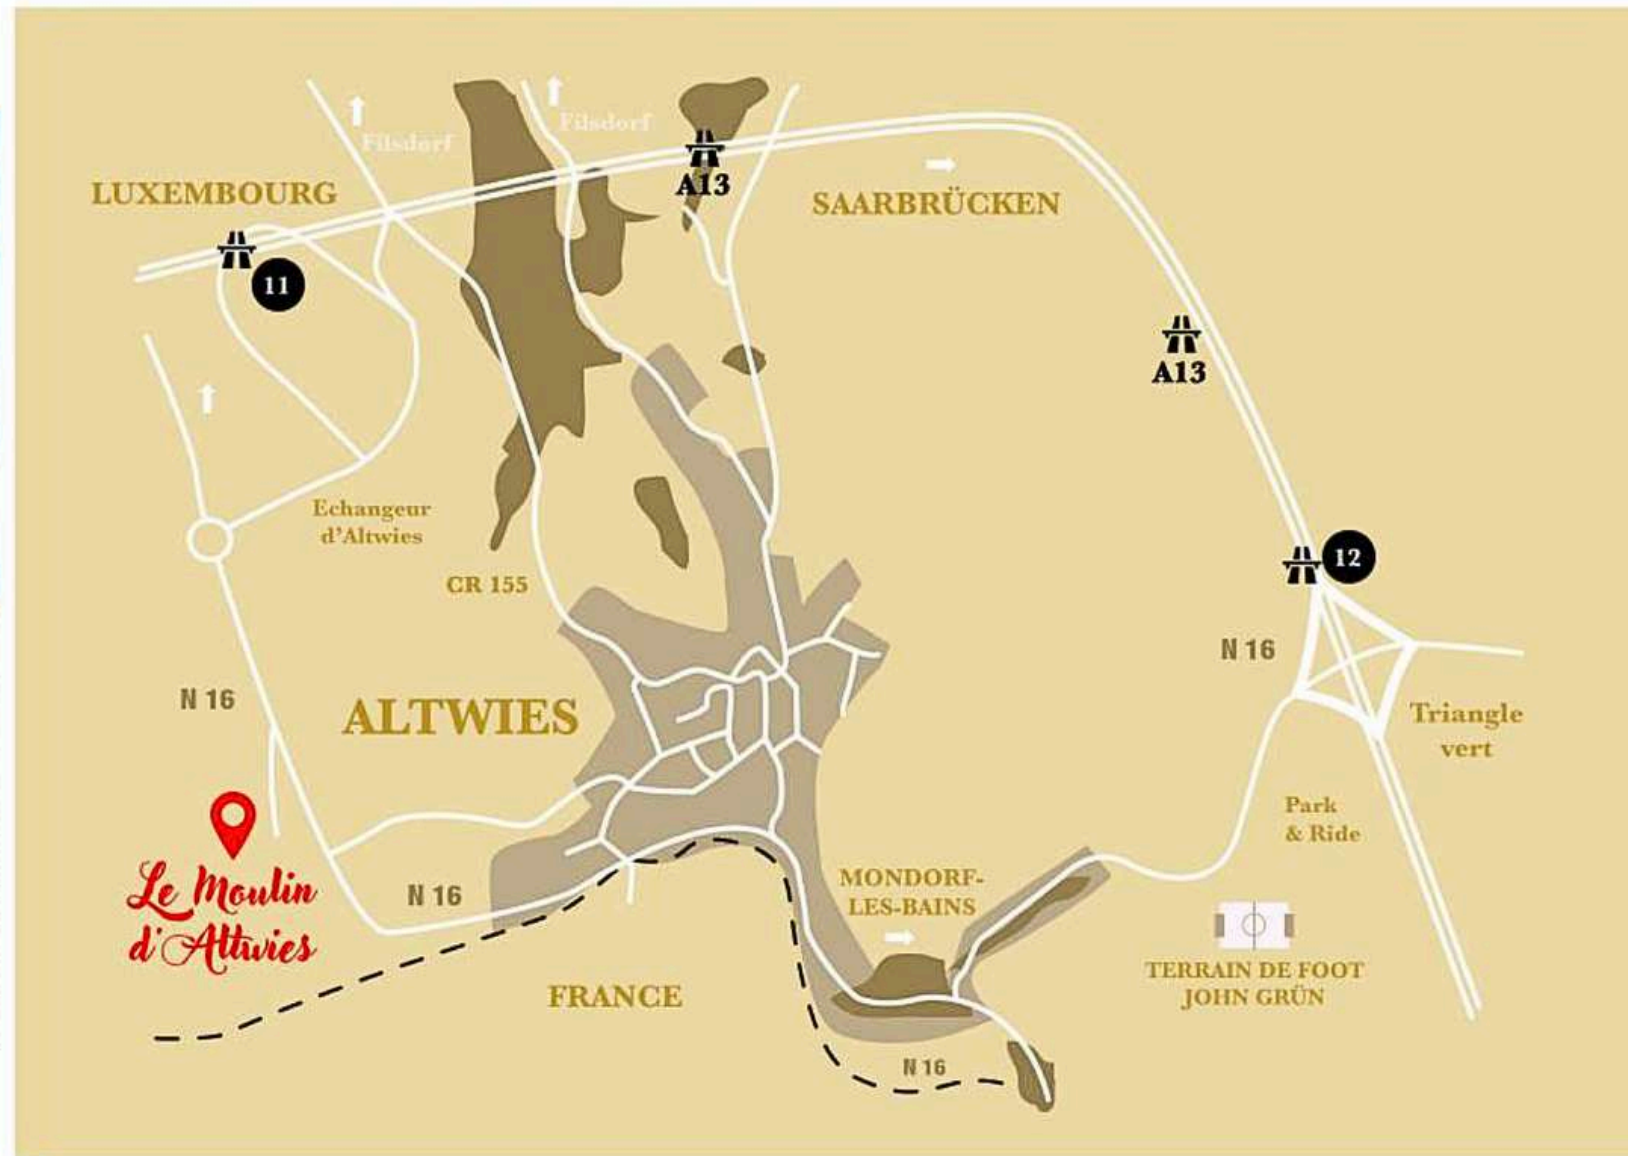 Filsdorf
Filsdorf
LUXEMBOURG
A13
SAARBRÜCKEN
11
A13
Echangeur
d'Altwies
CR 155
12
N 16
N 16
ALTWIES
Triangle
vert
Park
& Ride
Le Moulin
d'Altwies
N 16
MONDORF-
LES-BAINS
FRANCE
TERRAIN DE FOOT
JOHN GRÜN
N 16